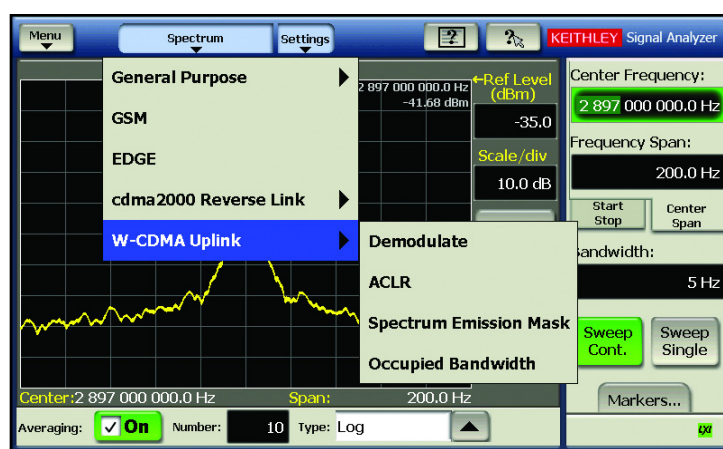 Menu
Spectrum
Settings
?
?
KEITHLEY Signal Analyzer
General Purpose
GSM
EDGE
cdma2000 Reverse Link
W-CDMA Uplink
Demodulate
ACLR
Spectrum Emission Mask
Occupied Bandwidth
2 897 000 000.0 Hz
-41.68 dBm
Ref Level
(dBm)
-35.0
Scale/div
10.0 dB
Center Frequency:
2 897 000 000.0 Hz
Frequency Span:
200.0 Hz
Start
Stop
Center
Span
andwidth:
5 Hz
Sweep
Cont.
Sweep
Single
Markers...
Center:2 897 000 000.0 Hz
Span:
200.0 Hz
Averaging:
On
Number:
10
Type:
Log
LXI